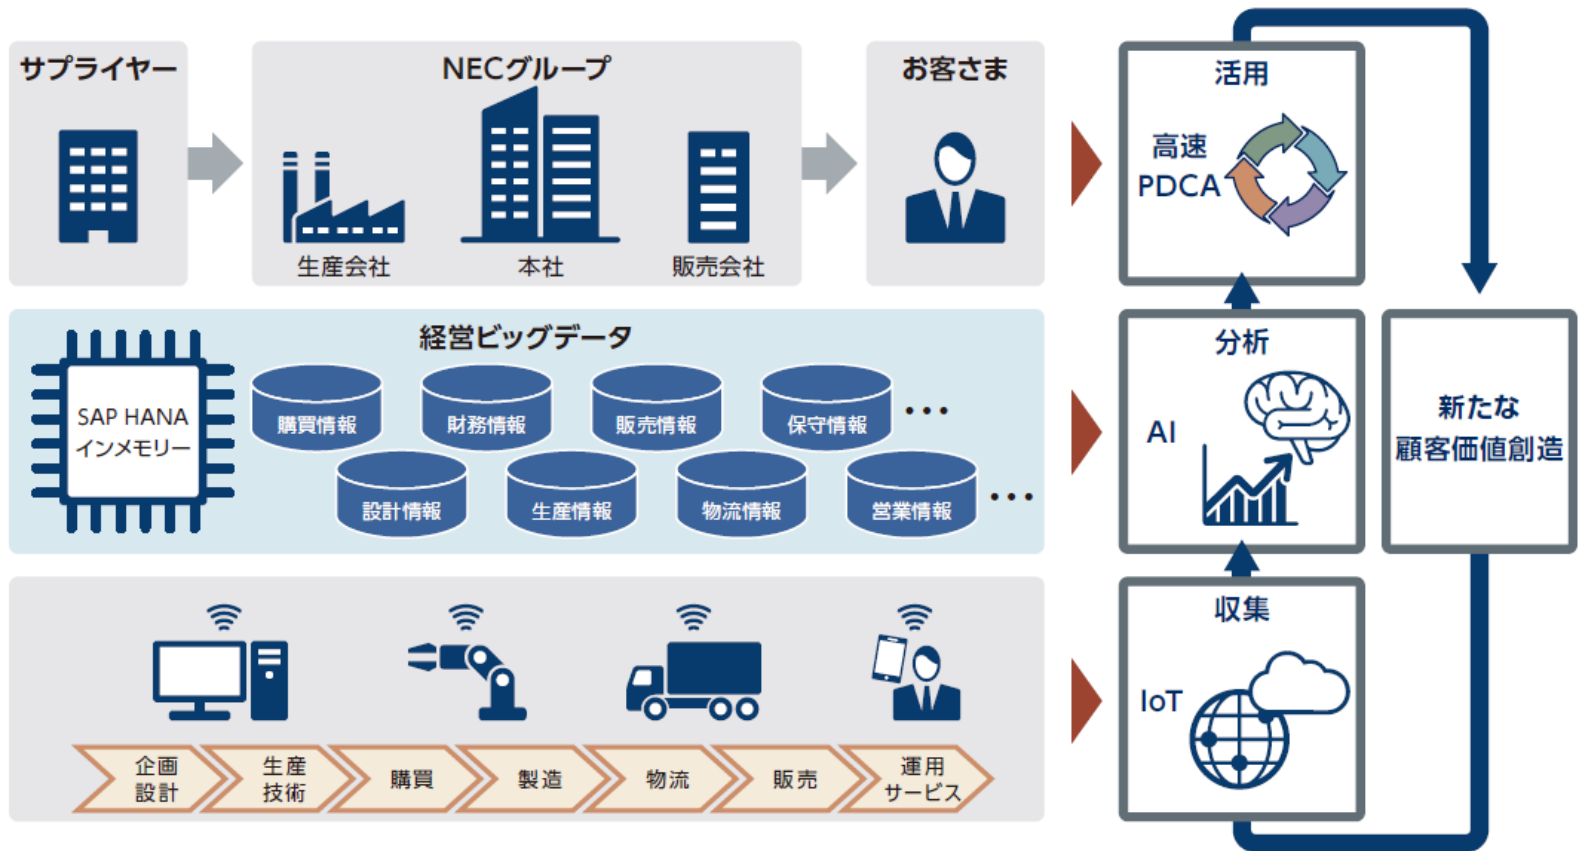 サプライヤー
NECグループ
生産会社
本社
販売会社
お客さま
活用
高速
PDCA
経営ビッグデータ
SAP HANA
インメモリー
購買情報
財務情報
販売情報
保守情報
•••
設計情報
生産情報
物流情報
営業情報
•••
分析
AI
新たな
顧客価値創造
企画
設計
生産
技術
購買
製造
物流
販売
運用
サービス
収集
IoT